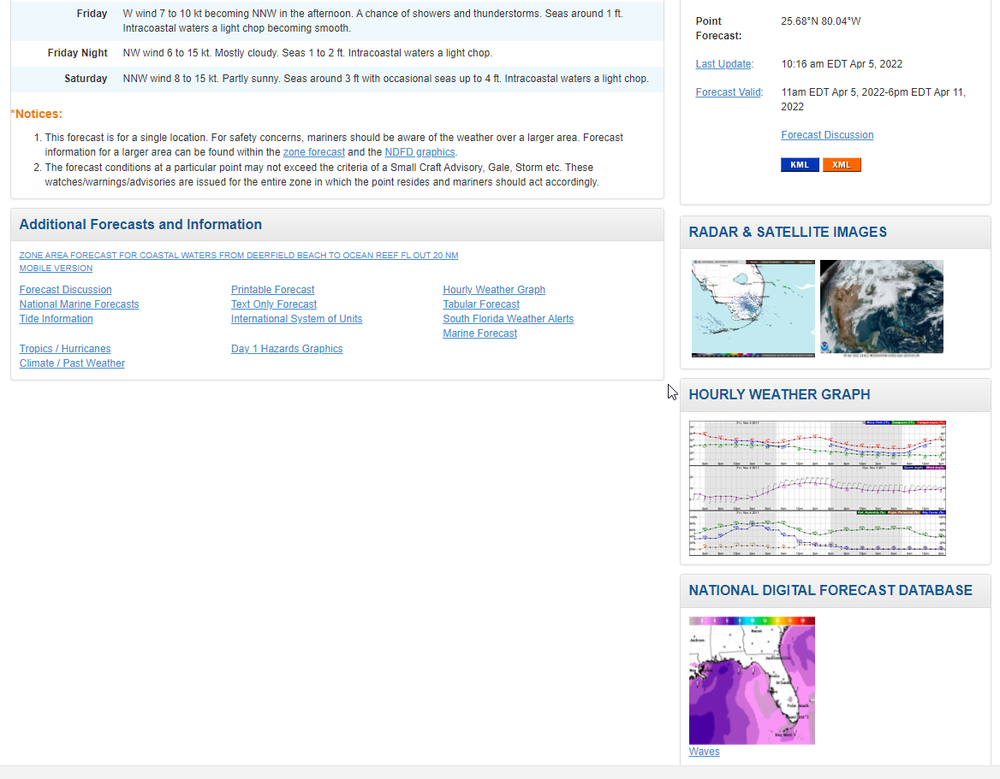 Friday
W wind 7 to 10 kt becoming NNW in the afternoon. A chance of showers and thunderstorms. Seas around 1 ft.
Intracoastal waters a light chop becoming smooth.
Friday Night
NW wind 6 to 15 kt. Mostly cloudy. Seas 1 to 2 ft. Intracoastal waters a light chop.
Saturday
NNW wind 8 to 15 kt. Partly sunny. Seas around 3 ft with occasional seas up to 4 ft. Intracoastal waters a light chop.
*Notices:
1. This forecast is for a single location. For safety concerns, mariners should be aware of the weather over a larger area. Forecast
information for a larger area can be found within the zone forecast and the NDFD graphics.
2. The forecast conditions at a particular point may not exceed the criteria of a Small Craft Advisory, Gale, Storm etc. These
watches/warnings/advisories are issued for the entire zone in which the point resides and mariners should act accordingly.
Additional Forecasts and Information
ZONE AREA FORECAST FOR COASTAL WATERS FROM DEERFIELD BEACH TO OCEAN REEF FL OUT 20 NM
MOBILE VERSION
Forecast Discussion
National Marine Forecasts
Tide Information
Tropics / Hurricanes
Climate / Past Weather
Printable Forecast
Text Only Forecast
International System of Units
Day 1 Hazards Graphics
Hourly Weather Graph
Tabular Forecast
South Florida Weather Alerts
Marine Forecast
Point
Forecast:
25.68°N 80.04°W
Last Update:
10:16 am EDT Apr 5, 2022
Forecast Valid:
11am EDT Apr 5, 2022-6pm EDT Apr 11,
2022
Forecast Discussion
KML
XML
RADAR & SATELLITE IMAGES
HOURLY WEATHER GRAPH
NATIONAL DIGITAL FORECAST DATABASE
Waves